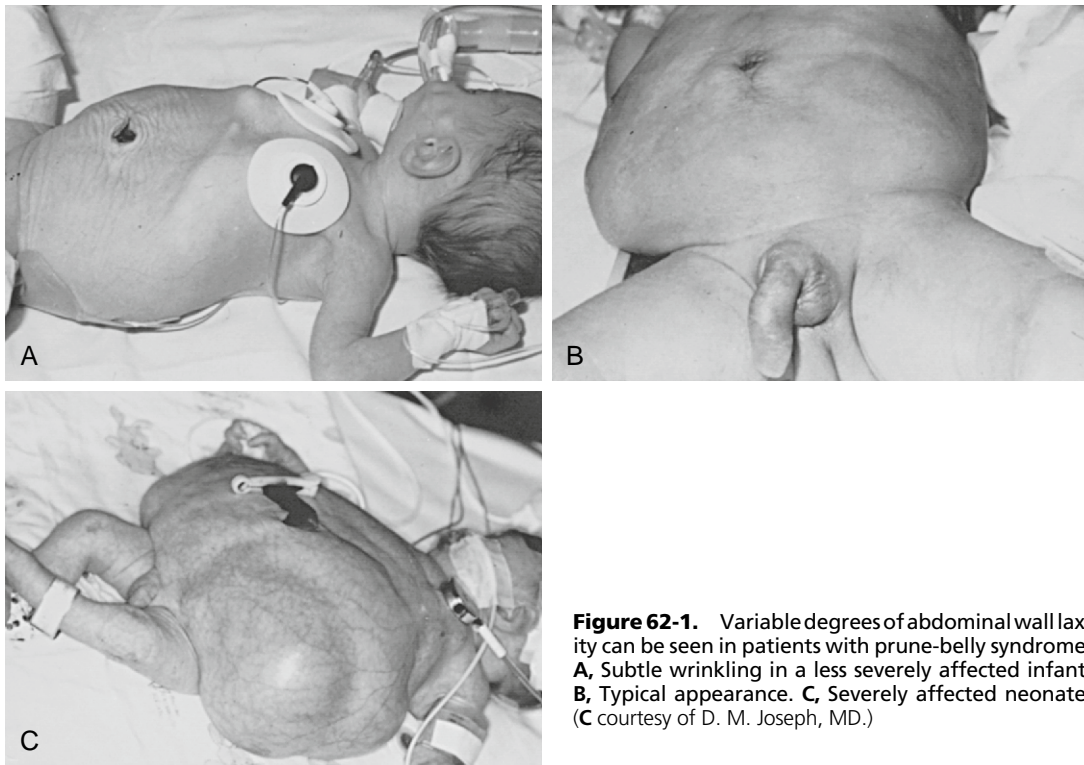 A
B
C
Figure 62-1. Variable degrees of abdominal wall lax
ity can be seen in patients with prune-belly syndrome
A, Subtle wrinkling in a less severely affected infant
B, Typical appearance. C, Severely affected neonate
(C courtesy of D. M. Joseph, MD.)